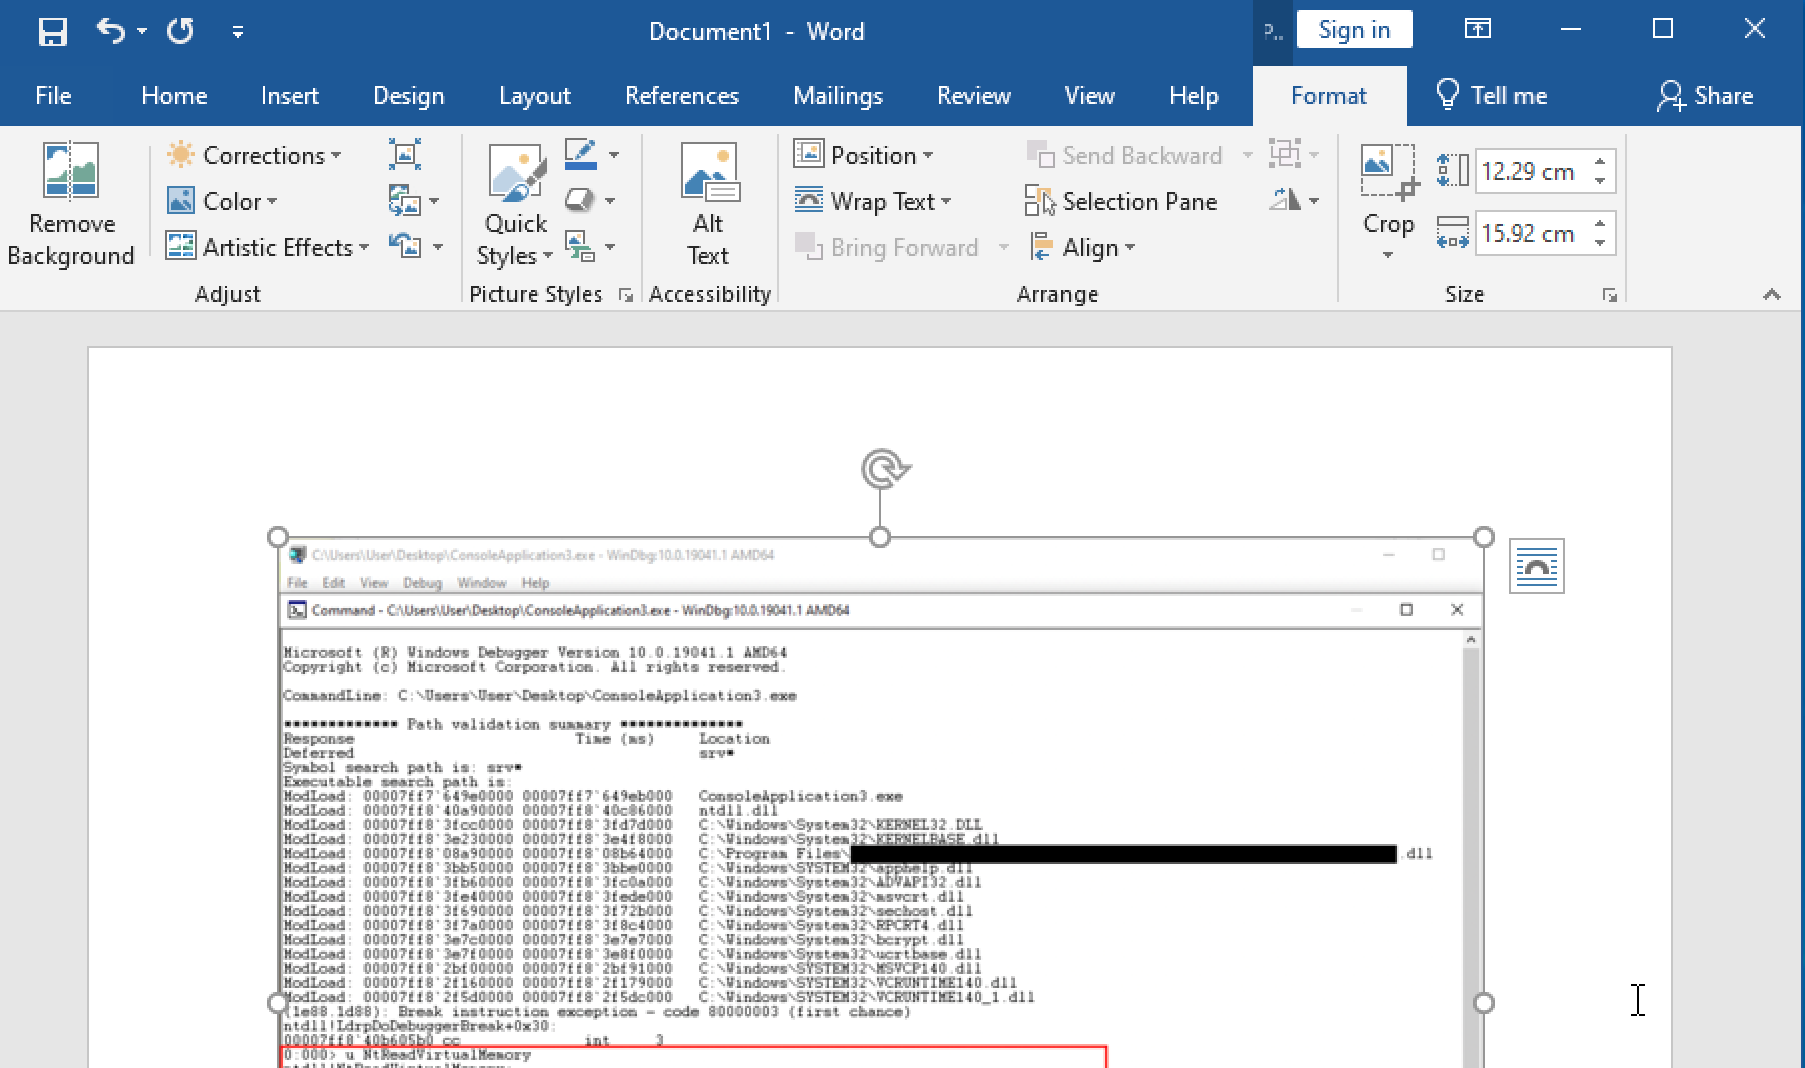 Document1 - Word
P..
Sign in
File Home Insert Design Layout References Mailings Review View Help Format Tell me Share
Remove Background
Corrections
Color
Artistic Effects
Adjust
Quick Styles
Picture Styles
Alt Text
Accessibility
Position
Wrap Text
Bring Forward
Send Backward
Selection Pane
Align
Arrange
Crop
12.29 cm
15.92 cm
Size
C:\Users\User\Desktop\ConsoleApplication3.exe - WinDbg:10.0.19041.1 AMD64
File Edit View Debug Window Help
Command - C:\Users\User\Desktop\ConsoleApplication3.exe - WinDbg:10.0.19041.1 AMD64
Microsoft (R) Windows Debugger Version 10.0.19041.1 AMD64
Copyright (c) Microsoft Corporation. All rights reserved.
CommandLine: C:\Users\User\Desktop\ConsoleApplication3.exe
************* Path validation summary **************
Response Time (ms) Location
Deferred srv*
Symbol search path is: srv*
Executable search path is:
ModLoad: 00007ff7`649e0000 00007ff7`649eb000 ConsoleApplication3.exe
ModLoad: 00007ff8`40a90000 00007ff8`40c86000 ntdll.dll
ModLoad: 00007ff8`3fcc0000 00007ff8`3fd7d000 C:\Windows\System32\KERNEL32.DLL
ModLoad: 00007ff8`3e230000 00007ff8`3e4f8000 C:\Windows\System32\KERNELBASE.dll
ModLoad: 00007ff8`08a90000 00007ff8`08b64000 C:\Program Files\ .dll
ModLoad: 00007ff8`3bb50000 00007ff8`3bbe0000 C:\Windows\SYSTEM32\apphelp.dll
ModLoad: 00007ff8`3fb60000 00007ff8`3fc0a000 C:\Windows\System32\ADVAPI32.dll
ModLoad: 00007ff8`3fe40000 00007ff8`3fede000 C:\Windows\System32\msvcrt.dll
ModLoad: 00007ff8`3f690000 00007ff8`3f72b000 C:\Windows\System32\sechost.dll
ModLoad: 00007ff8`3f7a0000 00007ff8`3f8c4000 C:\Windows\System32\RPCRT4.dll
ModLoad: 00007ff8`3e7c0000 00007ff8`3e7e7000 C:\Windows\System32\bcrypt.dll
ModLoad: 00007ff8`3e7f0000 00007ff8`3e8f0000 C:\Windows\System32\ucrtbase.dll
ModLoad: 00007ff8`2bf00000 00007ff8`2bf91000 C:\Windows\SYSTEM32\MSVCP140.dll
ModLoad: 00007ff8`2f160000 00007ff8`2f179000 C:\Windows\SYSTEM32\VCRUNTIME140.dll
ModLoad: 00007ff8`2f5d0000 00007ff8`2f5dc000 C:\Windows\SYSTEM32\VCRUNTIME140_1.dll
(1e88.1d88): Break instruction exception - code 80000003 (first chance)
ntdll!LdrpDoDebuggerBreak+0x30:
00007ff8`40b605b0 cc int 3
0:000> u NtReadVirtualMemory
ntdll!NtReadVirtualMemory: